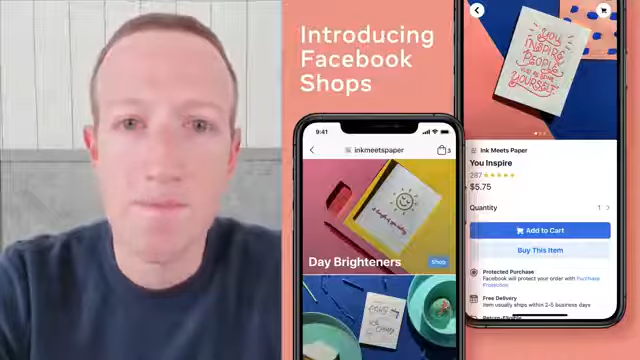 Introducing
Facebook
Shops
9:41
inkmeetspaper
3
Day Brighteners
Shop
YOU
INSPIRE
PEOPLE
YOURSELF
Ink Meets Paper
You Inspire
287 ★★★★★
$5.75
Quantity
1
Add to Cart
Buy This Item
Protected Purchase
Facebook will protect your order with Purchase
Protection
Free Delivery
Item usually ships within 2-5 business days
Return-Eligible